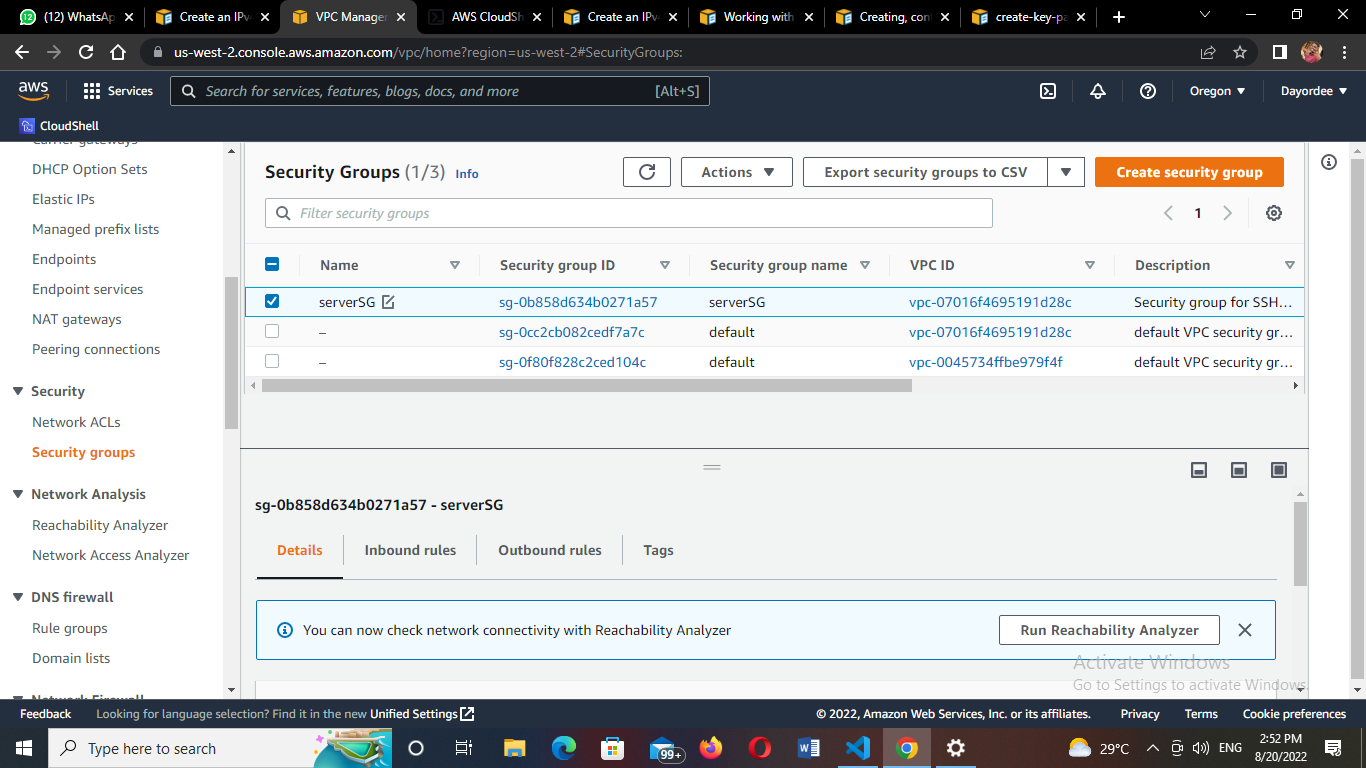 (12) WhatsAp
Create an IPv
VPC Manager
AWS CloudSh
Create an IPv
Working with
Creating, con
create-key-pa
us-west-2.console.aws.amazon.com/vpc/home?region=us-west-2#SecurityGroups:
aws
Services
Search for services, features, blogs, docs, and more
[Alt+S]
Oregon
Dayordee
CloudShell
Carrier gateways
DHCP Option Sets
Elastic IPs
Managed prefix lists
Endpoints
Endpoint services
NAT gateways
Peering connections
Security
Network ACLs
Security groups
Network Analysis
Reachability Analyzer
Network Access Analyzer
DNS firewall
Rule groups
Domain lists
Network Firewall
Security Groups (1/3) Info
Actions
Export security groups to CSV
Create security group
Filter security groups
1
Name Security group ID Security group name VPC ID Description
serverSG sg-0b858d634b0271a57 serverSG vpc-07016f4695191d28c Security group for SSH...
– sg-0cc2cb082cedf7a7c default vpc-07016f4695191d28c default VPC security gr...
– sg-0f80f828c2ced104c default vpc-0045734ffbe979f4f default VPC security gr...
sg-0b858d634b0271a57 - serverSG
Details Inbound rules Outbound rules Tags
You can now check network connectivity with Reachability Analyzer
Run Reachability Analyzer
Activate Windows
Go to Settings to activate Windows.
Feedback Looking for language selection? Find it in the new Unified Settings
© 2022, Amazon Web Services, Inc. or its affiliates. Privacy Terms Cookie preferences
Type here to search
99+
29°C
ENG
2:52 PM
8/20/2022